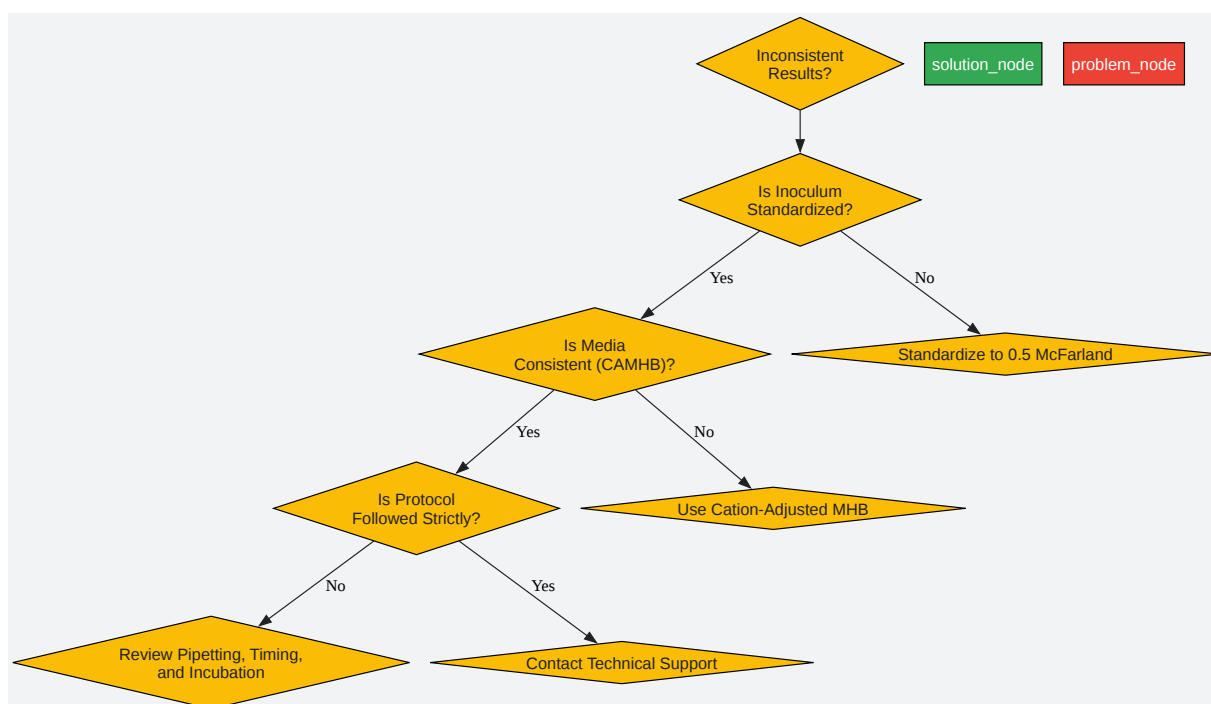 Inconsistent
Results?
solution_node
problem_node
Is Inoculum
Standardized?
Yes
No
Is Media
Consistent (CAMHB)?
Standardize to 0.5 McFarland
Yes
No
Is Protocol
Followed Strictly?
Use Cation-Adjusted MHB
No
Yes
Review Pipetting, Timing,
and Incubation
Contact Technical Support